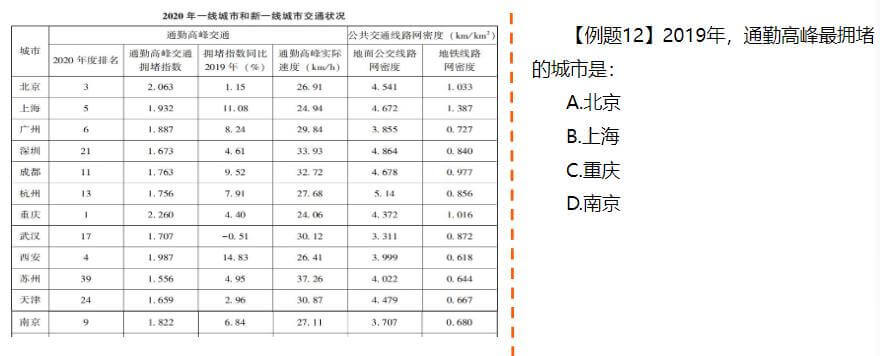 2020 年一线城市和新一线城市交通状况
城市 通勤高峰交通 公共交通线路网密度 (km/km²)
2020 年度排名 通勤高峰交通拥堵指数 拥堵指数同比 2019 年 (%) 通勤高峰实际速度 (km/h) 地面公交线路网密度 地铁线路网密度
北京 3 2.063 1.15 26.91 4.541 1.033
上海 5 1.932 11.08 24.94 4.672 1.387
广州 6 1.887 8.24 29.84 3.855 0.727
深圳 21 1.673 4.61 33.93 4.864 0.840
成都 11 1.763 9.52 32.72 4.678 0.977
杭州 13 1.756 7.91 27.68 5.14 0.856
重庆 1 2.260 4.40 24.06 4.372 1.016
武汉 17 1.707 -0.51 30.12 3.311 0.872
西安 4 1.987 14.83 26.41 3.999 0.618
苏州 39 1.556 4.95 37.26 4.022 0.644
天津 24 1.659 2.96 30.87 4.479 0.667
南京 9 1.822 6.84 27.11 3.707 0.680
【例题12】2019年，通勤高峰最拥堵
的城市是：
A.北京
B.上海
C.重庆
D.南京